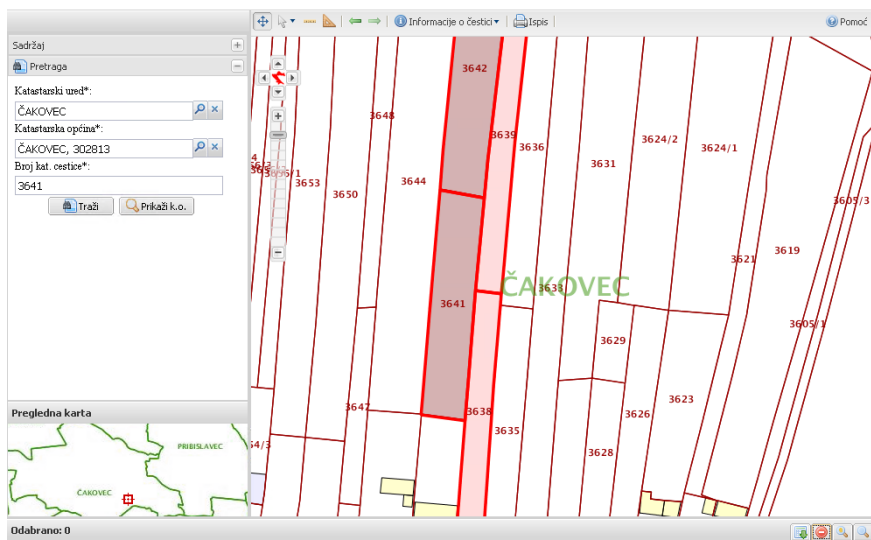 Informacije o čestici
Ispis
Pomoć
Sadržaj
Pretraga
Katastarski ured*:
ČAKOVEC
Katastarska općina*:
ČAKOVEC, 302813
Broj kat. cestice*:
3641
Traži
Prikaži k.o.
3642
3648
3639
3636
3624/2
3624/1
3631
3644
3653
3650
3605/3
3619
3621
ČAKOVEC
3633
3641
3605/1
3629
3623
3647
3638
3626
3635
3628
Pregledna karta
PRIBISLAVEC
ČAKOVEC
Odabrano: 0